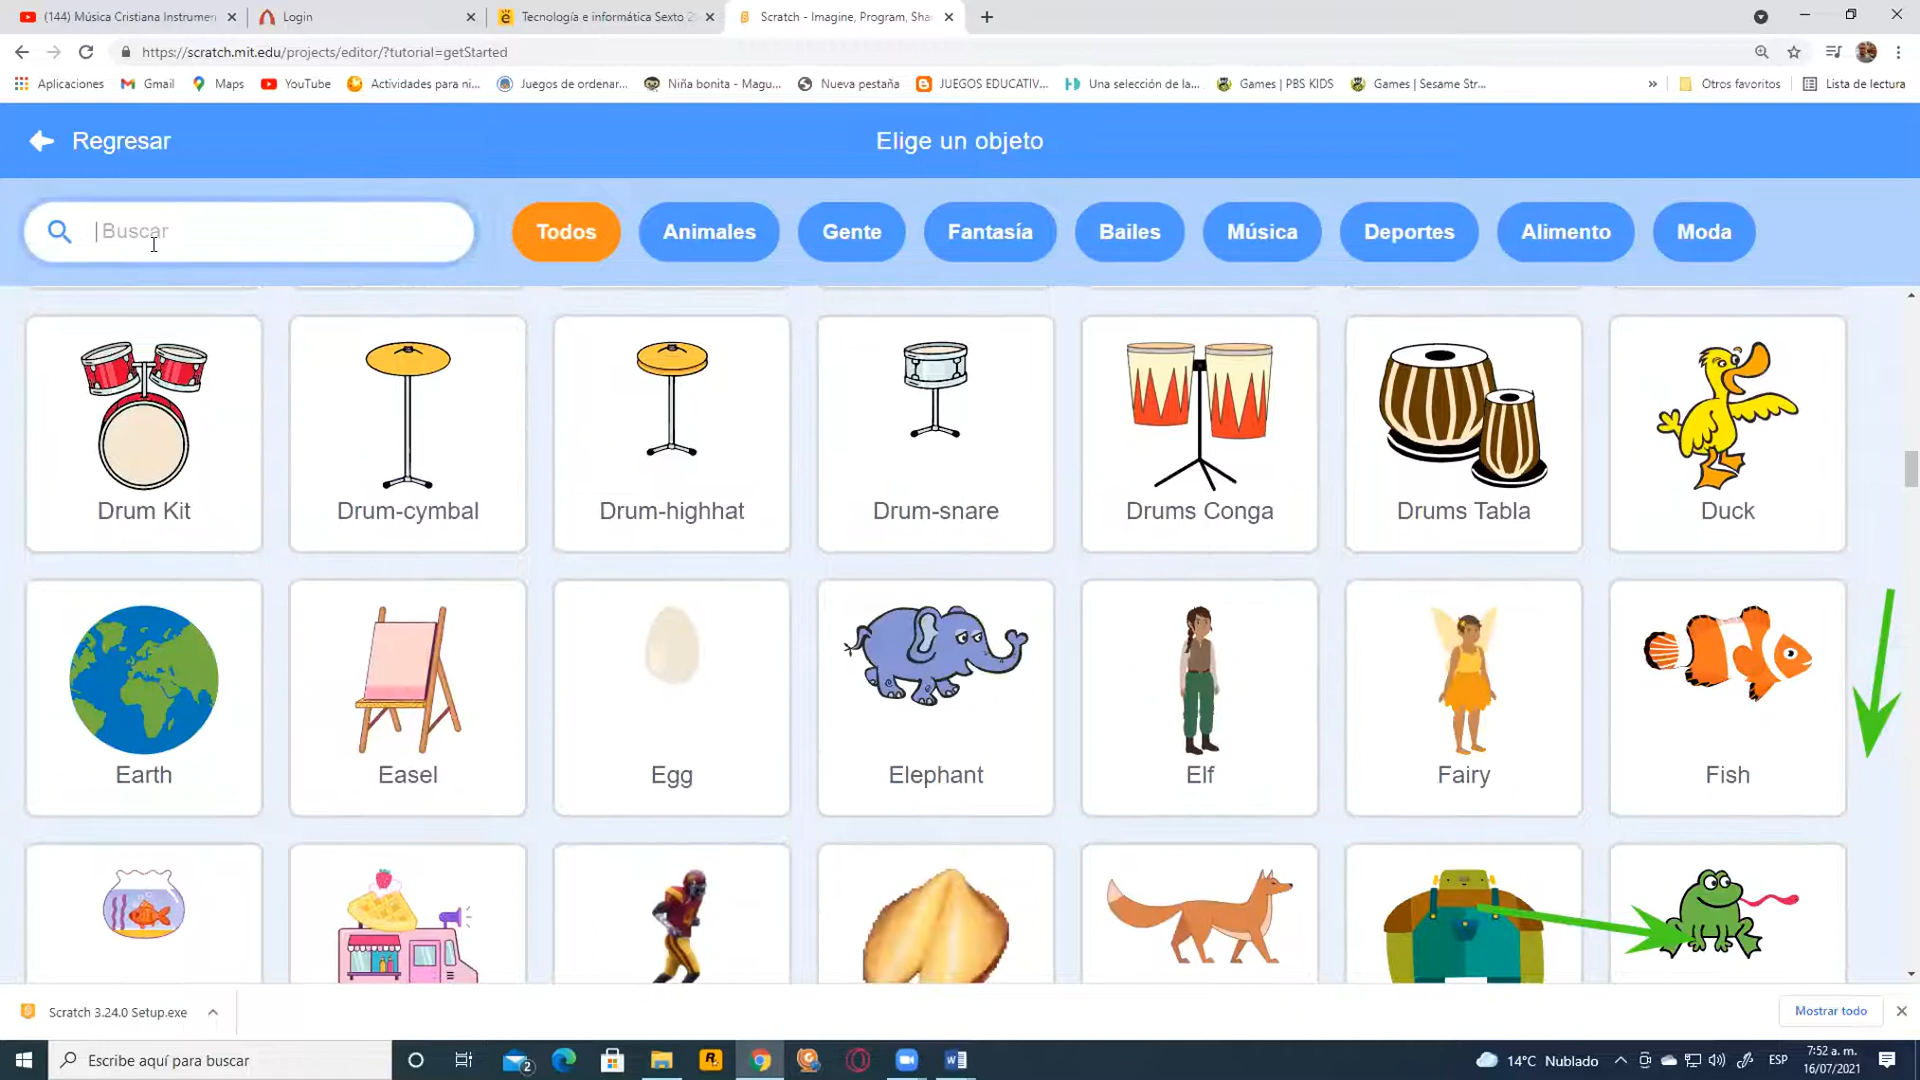 (144) Música Cristiana Instrumen
Login
Tecnología e informática Sexto 2
Scratch - Imagine, Program, Sha
https://scratch.mit.edu/projects/editor/?tutorial=getStarted
Aplicaciones
Gmail
Maps
YouTube
Actividades para ni...
Juegos de ordenar...
Niña bonita - Magu...
Nueva pestaña
JUEGOS EDUCATIV...
Una selección de la...
Games | PBS KIDS
Games | Sesame Str...
Otros favoritos
Lista de lectura
Regresar
Elige un objeto
Buscar
Todos
Animales
Gente
Fantasía
Bailes
Música
Deportes
Alimento
Moda
Drum Kit
Drum-cymbal
Drum-highhat
Drum-snare
Drums Conga
Drums Tabla
Duck
Earth
Easel
Egg
Elephant
Elf
Fairy
Fish
Scratch 3.24.0 Setup.exe
Mostrar todo
Escribe aquí para buscar
2
14°C Nublado
ESP
7:52 a. m.
16/07/2021